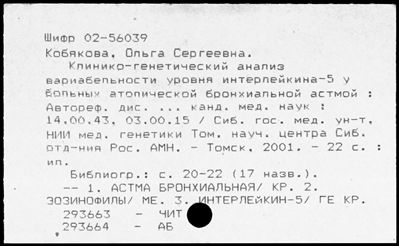 Шифр 02-56039
Кобякова, Ольга Сергеевна.
Клинико-генетический анализ
вариабельности уровня интерлейкина-5 у
больных атопической бронхиальной астмой :
Автореф. дис. ... канд. мед. наук :
14.00.43, 03.00.15 / Сиб. гос. мед. ун-т,
НИИ мед. генетики Том. науч. центра Сиб.
отд-ния Рос. АМН. - Томск, 2001. - 22 с. :
ил.
Библиогр.: с. 20-22 (17 назв.).
-- 1. АСТМА БРОНХИАЛЬНАЯ/ КР. 2.
ЭОЗИНОФИЛЫ/ МЕ. 3. ИНТЕРЛЕЙКИН-5/ ГЕ КР.
293663 - ЧИТ
293664 - АБ